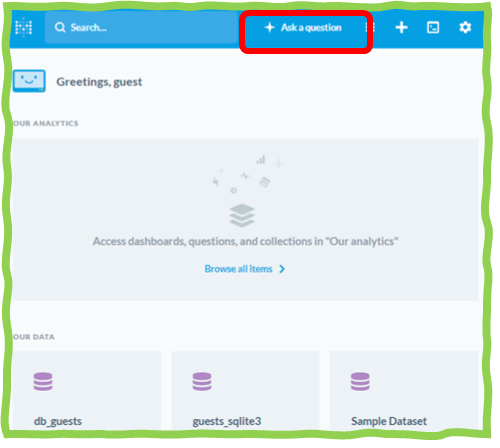 Search...
Ask a question
Greetings, guest
OUR ANALYTICS
Access dashboards, questions, and collections in "Our analytics"
Browse all items
OUR DATA
db_guests
guests_sqlite3
Sample Dataset